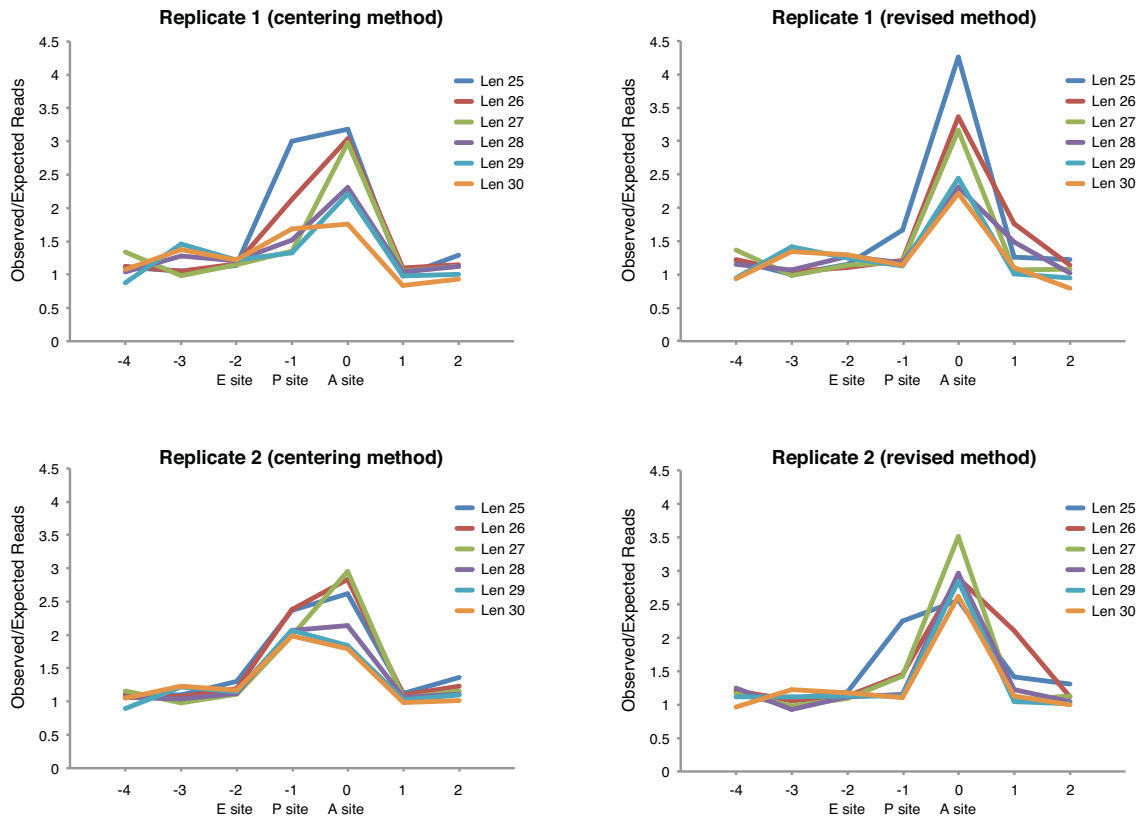 Replicate 1 (centering method)
Observed/Expected Reads
4.5
4
3.5
3
2.5
2
1.5
1
0.5
0
Len 25
Len 26
Len 27
Len 28
Len 29
Len 30
-4 -3 -2 -1 0 1 2
E site P site A site
Replicate 1 (revised method)
Observed/Expected Reads
4.5
4
3.5
3
2.5
2
1.5
1
0.5
0
Len 25
Len 26
Len 27
Len 28
Len 29
Len 30
-4 -3 -2 -1 0 1 2
E site P site A site
Replicate 2 (centering method)
Observed/Expected Reads
4.5
4
3.5
3
2.5
2
1.5
1
0.5
0
Len 25
Len 26
Len 27
Len 28
Len 29
Len 30
-4 -3 -2 -1 0 1 2
E site P site A site
Replicate 2 (revised method)
Observed/Expected Reads
4.5
4
3.5
3
2.5
2
1.5
1
0.5
0
Len 25
Len 26
Len 27
Len 28
Len 29
Len 30
-4 -3 -2 -1 0 1 2
E site P site A site